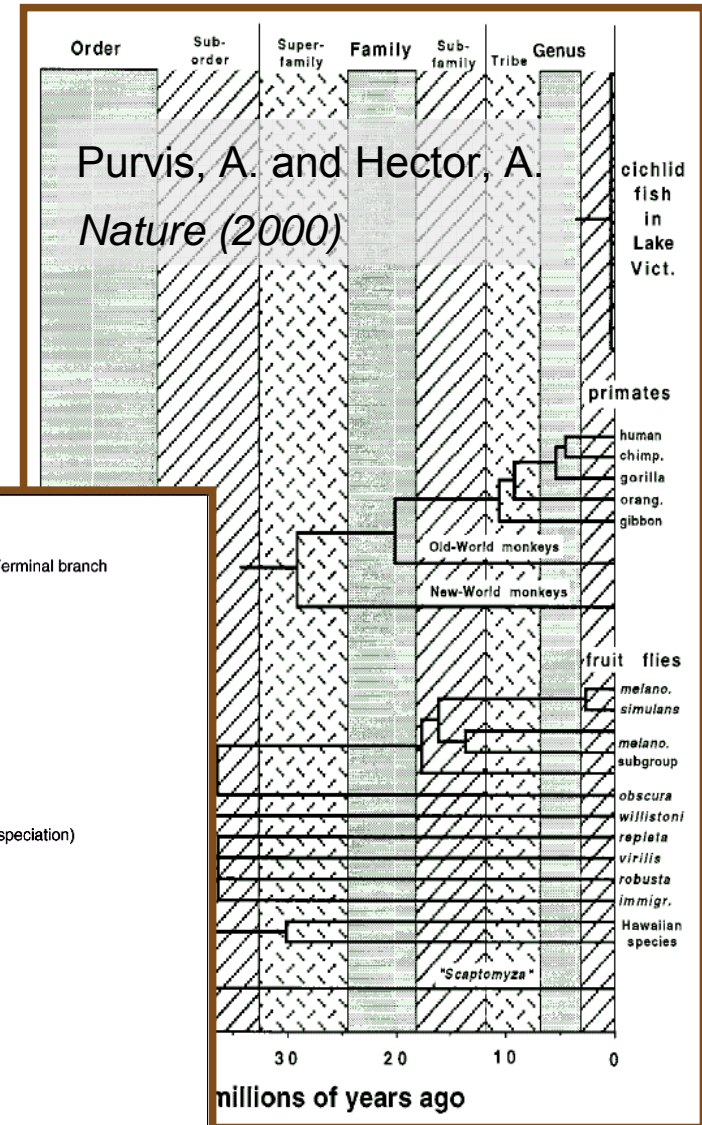 Order
Sub-
order
Super-
family
Family
Sub-
family
Tribe
Genus
Purvis, A. and Hector, A.
Nature (2000)
cichlid
fish
in
Lake
Vict.
primates
human
chimp.
gorilla
orang.
gibbon
Old-World monkeys
New-World monkeys
Terminal branch
fruit flies
melano.
simulans
melano.
subgroup
obscura
willistoni
repleta
virilis
robusta
immigr.
Hawaiian
species
"Scaptomyza"
speciation)
30 20 10 0
millions of years ago